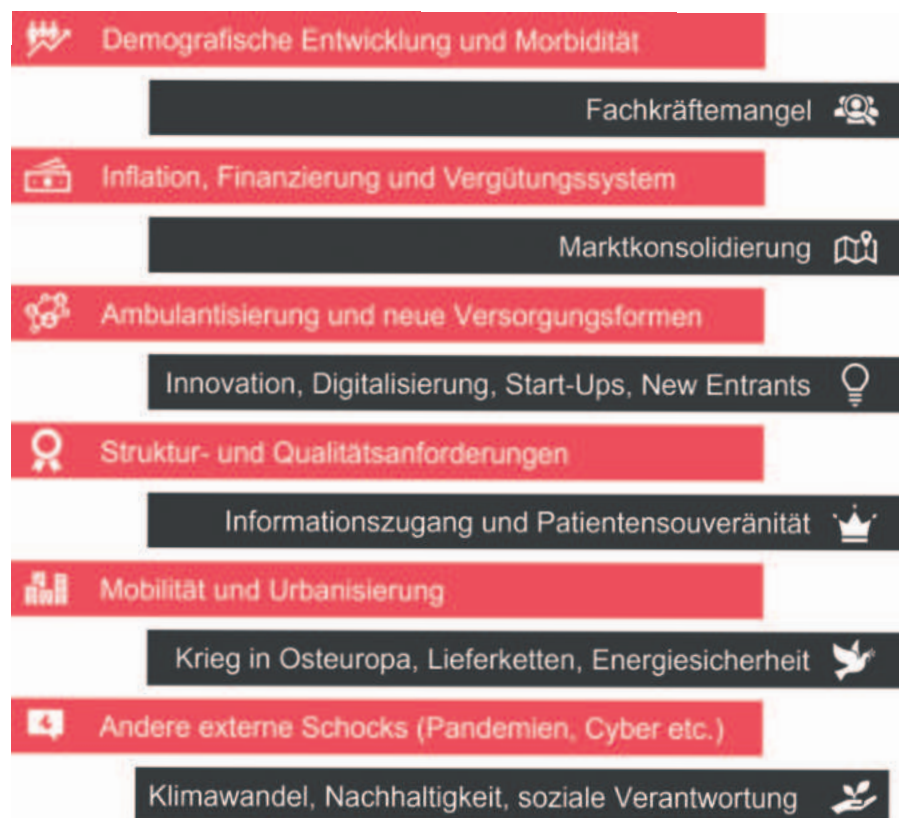 Demografische Entwicklung und Morbidität
Fachkräftemangel
Inflation, Finanzierung und Vergütungssystem
Marktkonsolidierung
Ambulantisierung und neue Versorgungsformen
Innovation, Digitalisierung, Start-Ups, New Entrants
Struktur- und Qualitätsanforderungen
Informationszugang und Patientensouveränität
Mobilität und Urbanisierung
Krieg in Osteuropa, Lieferketten, Energiesicherheit
Andere externe Schocks (Pandemien, Cyber etc.)
Klimawandel, Nachhaltigkeit, soziale Verantwortung